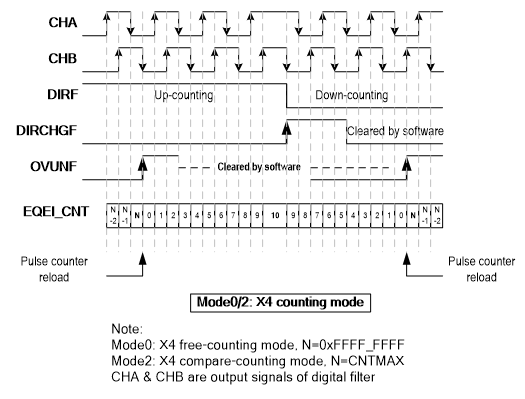 CHA
CHB
DIRF
Up-counting
Down-counting
DIRCHGF
Cleared by software
OVUNF
Cleared by software
EQEI_CNT
N-2 N-1 N 0 1 2 3 4 5 6 7 8 9 10 9 8 7 6 5 4 3 2 1 0 N N-1 N-2
Pulse counter reload
Pulse counter reload
Mode0/2: X4 counting mode
Note:
Mode0: X4 free-counting mode, N=0xFFFF_FFFF
Mode2: X4 compare-counting mode, N=CNTMAX
CHA & CHB are output signals of digital filter